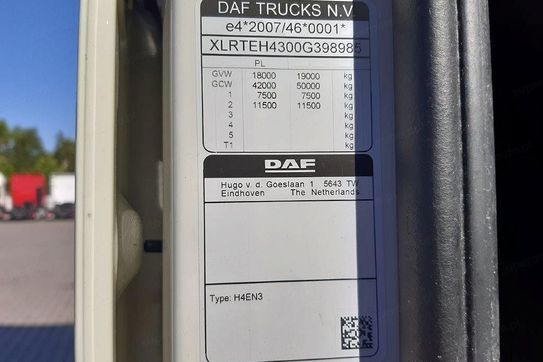 DAF TRUCKS N.V.
e4*2007/46*0001*
XLRTEH4300G398985
PL
GVW 18000 19000 kg
GCW 42000 50000 kg
1 7500 7500 kg
2 11500 11500 kg
3 kg
4 kg
5 kg
T1 kg
DAF
Hugo v. d. Goeslaan 1 5643 TW
Eindhoven The Netherlands
Type: H4EN3